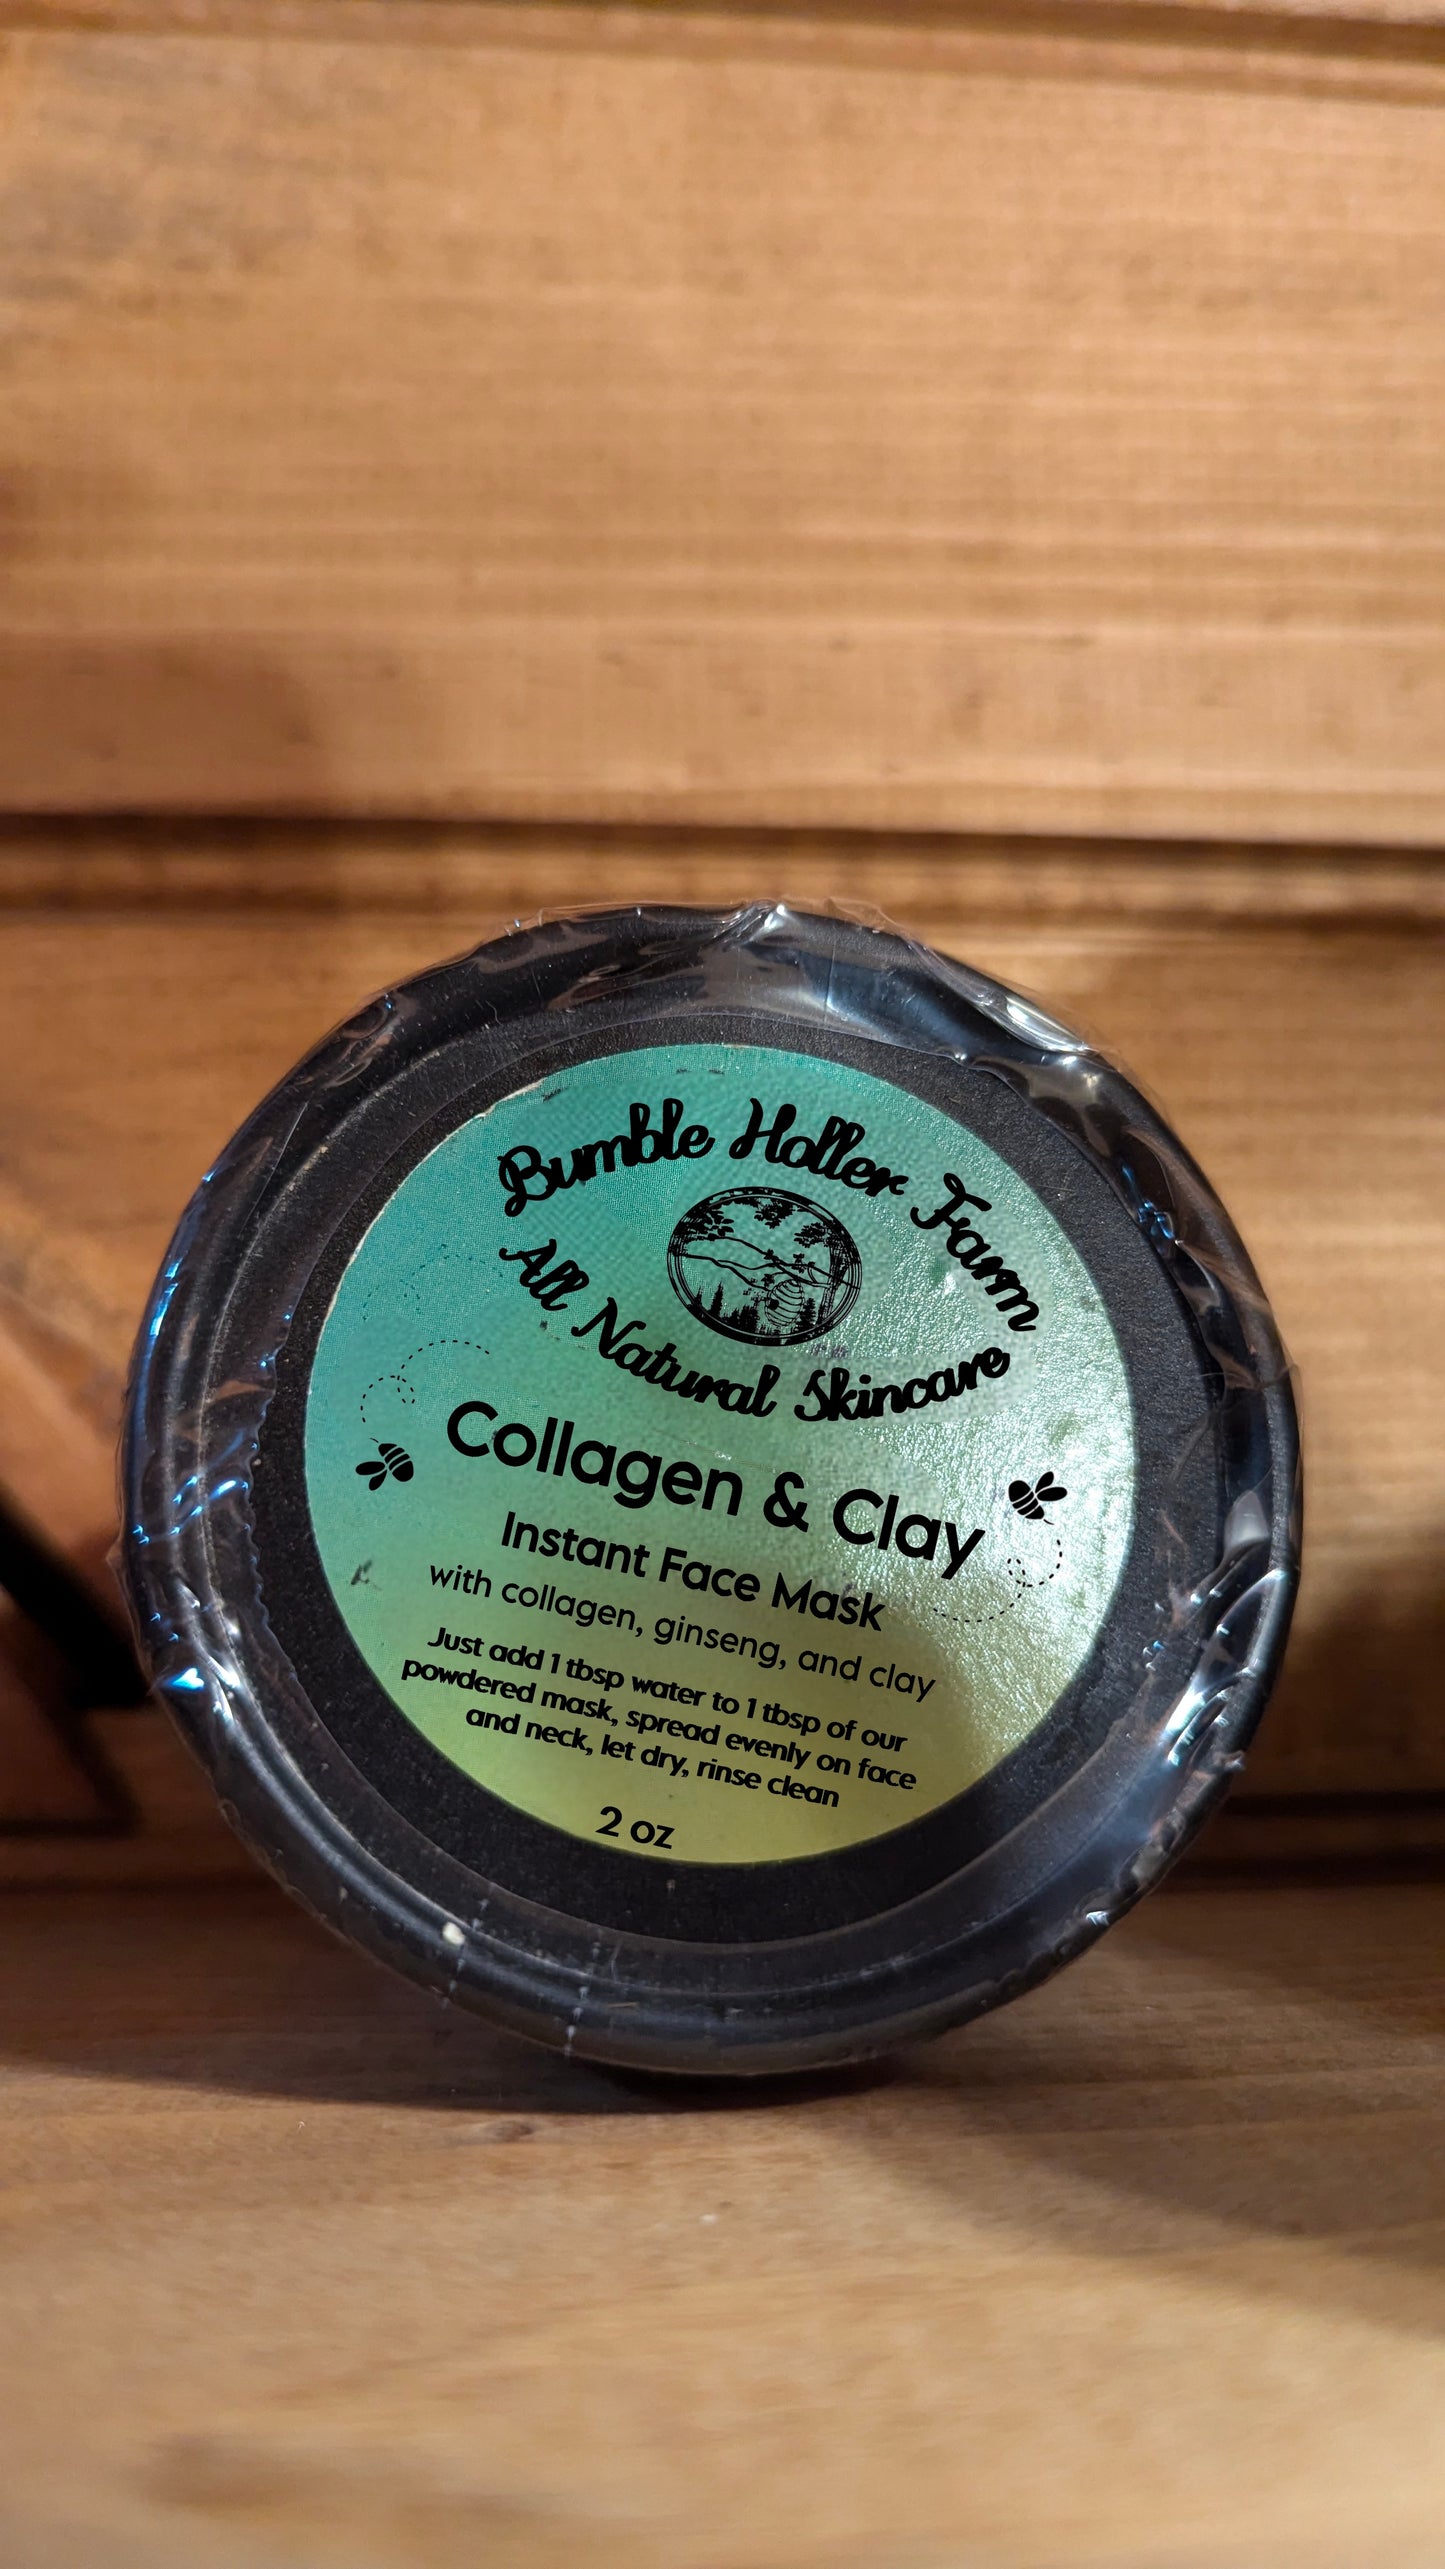 Bumble Holler Farm
All Natural Skincare
Collagen & Clay
Instant Face Mask
with collagen, ginseng, and clay
Just add 1 tbsp water to 1 tbsp of our
powdered mask, spread evenly on face
and neck, let dry, rinse clean
2 oz